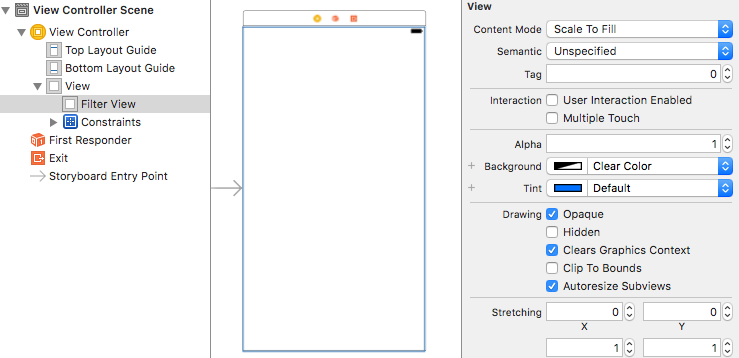 View Controller Scene
View Controller
Top Layout Guide
Bottom Layout Guide
View
Filter View
Constraints
First Responder
Exit
Storyboard Entry Point
View
Content Mode Scale To Fill
Semantic Unspecified
Tag 0
Interaction User Interaction Enabled
Multiple Touch
Alpha 1
+ Background Clear Color
+ Tint Default
Drawing Opaque
Hidden
Clears Graphics Context
Clip To Bounds
Autoresize Subviews
Stretching 0 0
X Y
1 1